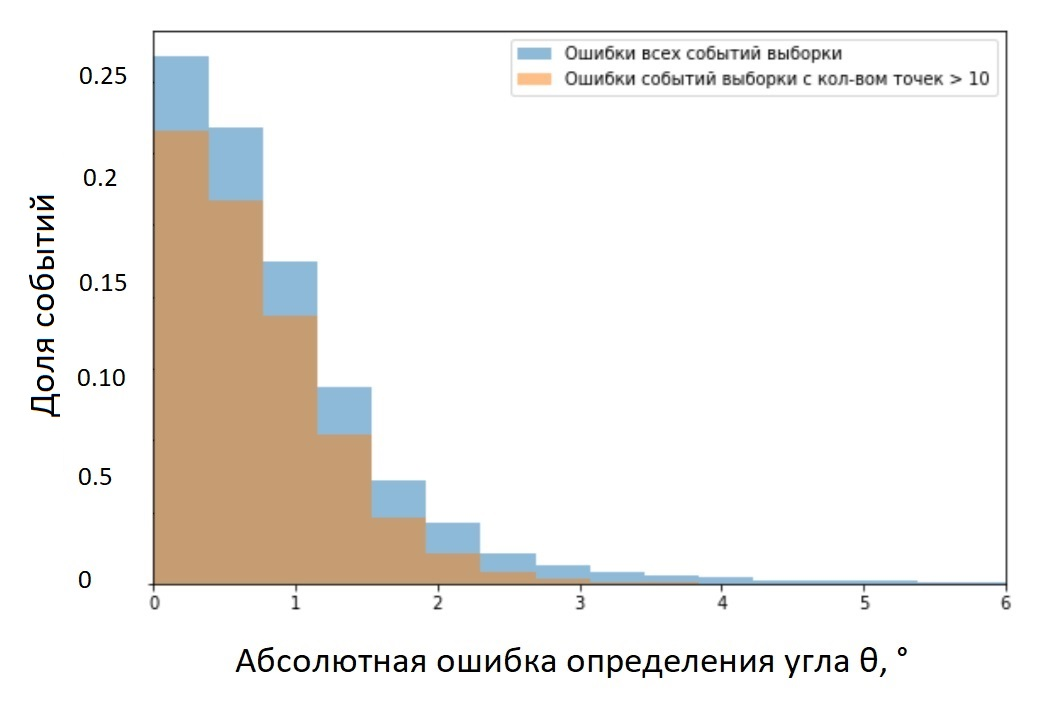 Ошибки всех событий выборки
Ошибки событий выборки с кол-вом точек > 10
Доля событий
0.25
0.2
0.15
0.10
0.5
0
0 1 2 3 4 5 6
Абсолютная ошибка определения угла θ, °